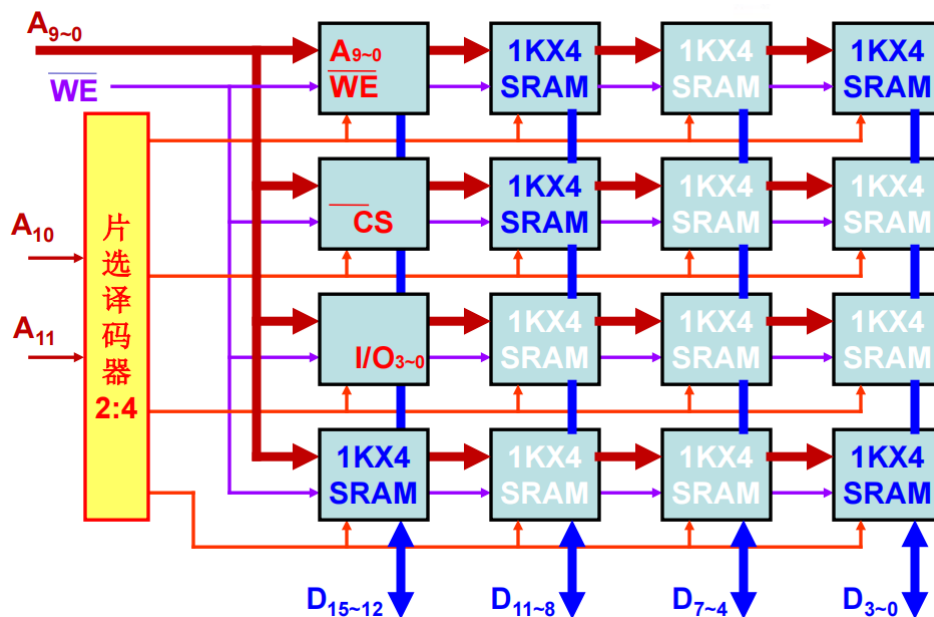 A9~0
A9~0
WE
1KX4
SRAM
1KX4
SRAM
1KX4
SRAM
WE
片
选
译
码
器
2:4
A10
A11
CS
1KX4
SRAM
1KX4
SRAM
1KX4
SRAM
I/O3~0
1KX4
SRAM
1KX4
SRAM
1KX4
SRAM
1KX4
SRAM
1KX4
SRAM
1KX4
SRAM
1KX4
SRAM
D15~12
D11~8
D7~4
D3~0